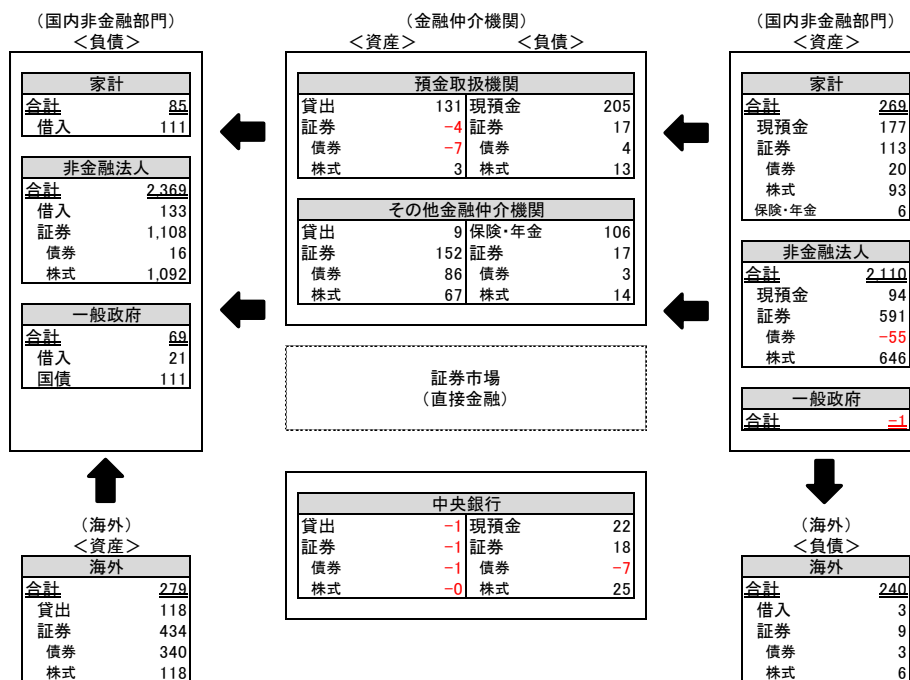 （国内非金融部門）
＜負債＞
家計
合計 85
借入 111
非金融法人
合計 2,369
借入 133
証券 1,108
債券 16
株式 1,092
一般政府
合計 69
借入 21
国債 111
（金融仲介機関）
＜資産＞ ＜負債＞
預金取扱機関
貸出 131 現預金 205
証券 -4 証券 17
債券 -7 債券 4
株式 3 株式 13
その他金融仲介機関
貸出 9 保険・年金 106
証券 152 証券 17
債券 86 債券 3
株式 67 株式 14
証券市場
（直接金融）
中央銀行
貸出 -1 現預金 22
証券 -1 証券 18
債券 -1 債券 -7
株式 -0 株式 25
（国内非金融部門）
＜資産＞
家計
合計 269
現預金 177
証券 113
債券 20
株式 93
保険・年金 6
非金融法人
合計 2,110
現預金 94
証券 591
債券 -55
株式 646
一般政府
合計 -1
（海外）
＜資産＞
海外
合計 279
貸出 118
証券 434
債券 340
株式 118
（海外）
＜負債＞
海外
合計 240
借入 3
証券 9
債券 3
株式 6